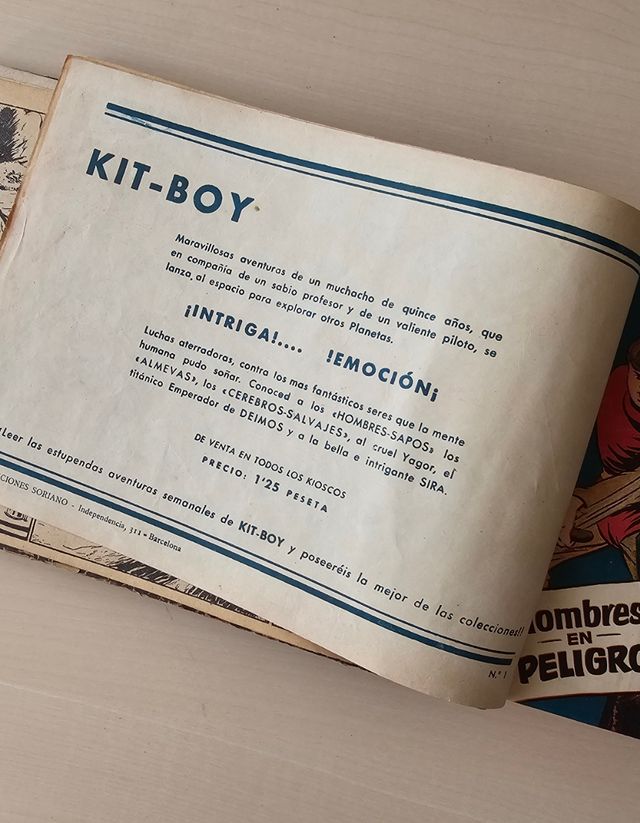 KIT-BOY
Maravillosas aventuras de un muchacho de quince años, que
en compañía de un sabio profesor y de un valiente piloto, se
lanza, al espacio para explorar otros Planetas.
¡INTRIGA!.... !EMOCIÓN¡
Luchas aterradoras, contra los mas fantásticos seres que la mente
humana pudo soñar. Conoced a los «HOMBRES-SAPOS» los
«ALMEVAS», los «CEREBROS-SALVAJES», al cruel Yagor, el
titánico Emperador de DEIMOS y a la bella e intrigante SIRA.
DE VENTA EN TODOS LOS KIOSCOS
PRECIO: 1'25 PESETA
¡Leer las estupendas aventuras semanales de KIT-BOY y poseeréis la mejor de las colecciones!!
CIONES SORIANO - Independencia, 311 - Barcelona
N.º 1
Hombres
EN
PELIGRO